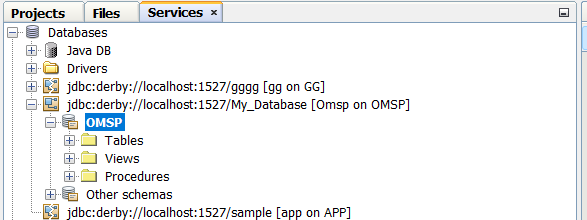 Projects Files Services ×
Databases
Java DB
Drivers
jdbc:derby://localhost:1527/gggg [gg on GG]
jdbc:derby://localhost:1527/My_Database [Omsp on OMSP]
OMSP
Tables
Views
Procedures
Other schemas
jdbc:derby://localhost:1527/sample [app on APP]